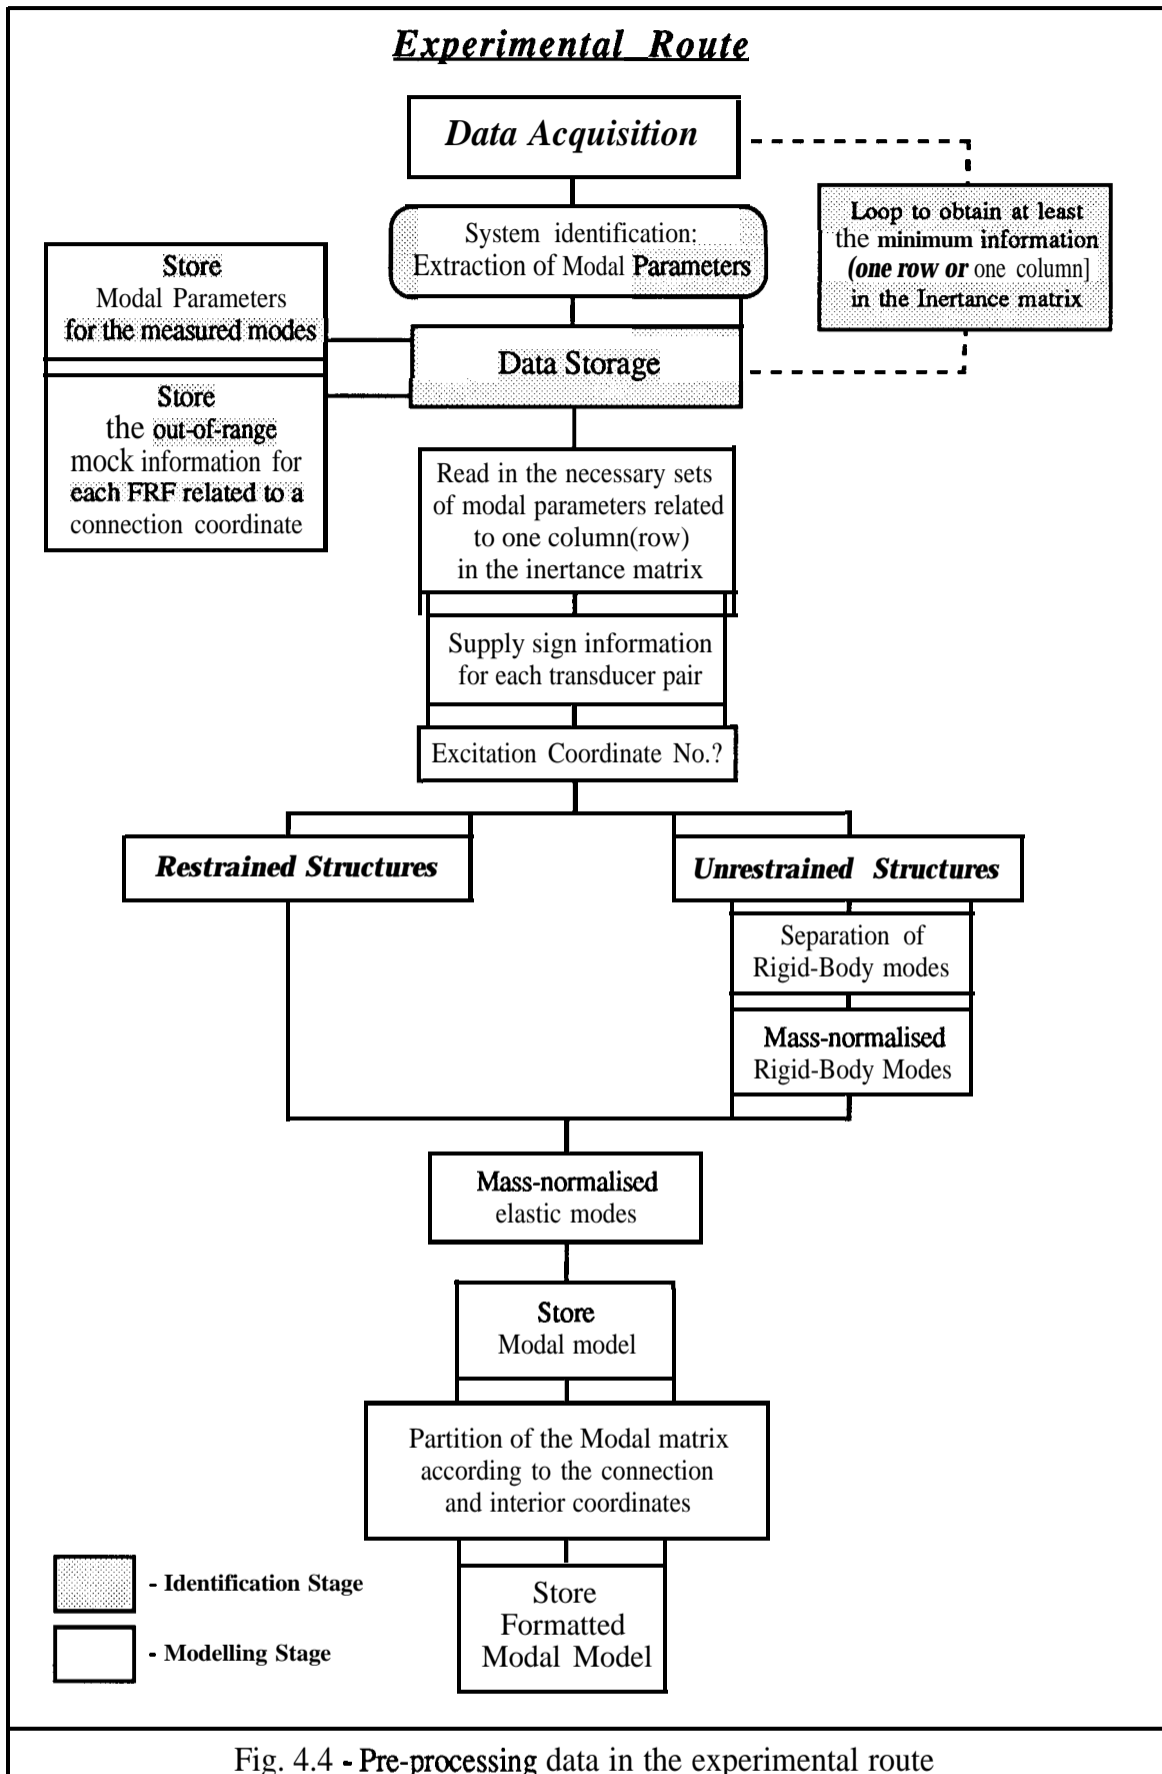 Experimental Route
Data Acquisition
System identification:
Extraction of Modal Parameters
Loop to obtain at least
the minimum information
(one row or one column]
in the Inertance matrix
Store
Modal Parameters
for the measured modes
Data Storage
Store
the out-of-range
mock information for
each FRF related to a
connection coordinate
Read in the necessary sets
of modal parameters related
to one column(row)
in the inertance matrix
Supply sign information
for each transducer pair
Excitation Coordinate No.?
Restrained Structures
Unrestrained Structures
Separation of
Rigid-Body modes
Mass-normalised
Rigid-Body Modes
Mass-normalised
elastic modes
Store
Modal model
Partition of the Modal matrix
according to the connection
and interior coordinates
- Identification Stage
- Modelling Stage
Store
Formatted
Modal Model
Fig. 4.4 - Pre-processing data in the experimental route